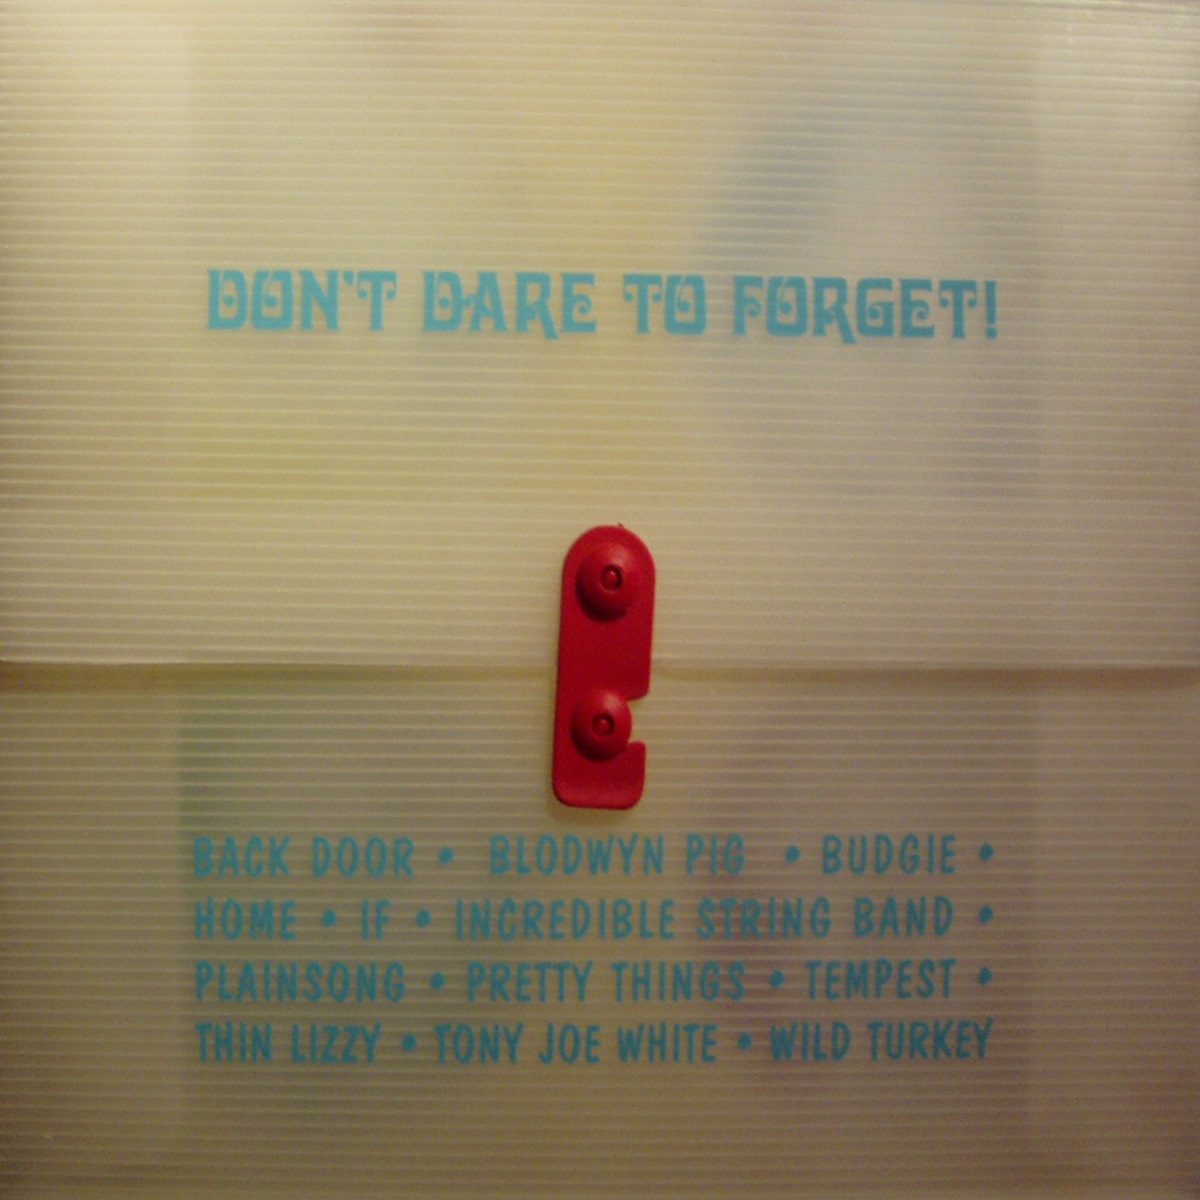 DON'T DARE TO FORGET!
BACK DOOR • BLODWYN PIG • BUDGIE •
HOME • IF • INCREDIBLE STRING BAND •
PLAINSONG • PRETTY THINGS • TEMPEST •
THIN LIZZY • TONY JOE WHITE • WILD TURKEY